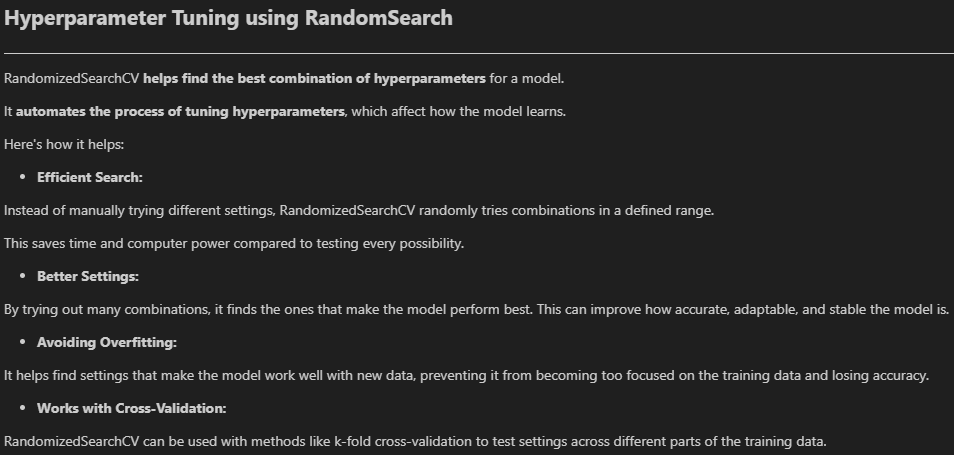 Hyperparameter Tuning using RandomSearch
RandomizedSearchCV helps find the best combination of hyperparameters for a model.
It automates the process of tuning hyperparameters, which affect how the model learns.
Here's how it helps:
• Efficient Search:
Instead of manually trying different settings, RandomizedSearchCV randomly tries combinations in a defined range.
This saves time and computer power compared to testing every possibility.
• Better Settings:
By trying out many combinations, it finds the ones that make the model perform best. This can improve how accurate, adaptable, and stable the model is.
• Avoiding Overfitting:
It helps find settings that make the model work well with new data, preventing it from becoming too focused on the training data and losing accuracy.
• Works with Cross-Validation:
RandomizedSearchCV can be used with methods like k-fold cross-validation to test settings across different parts of the training data.